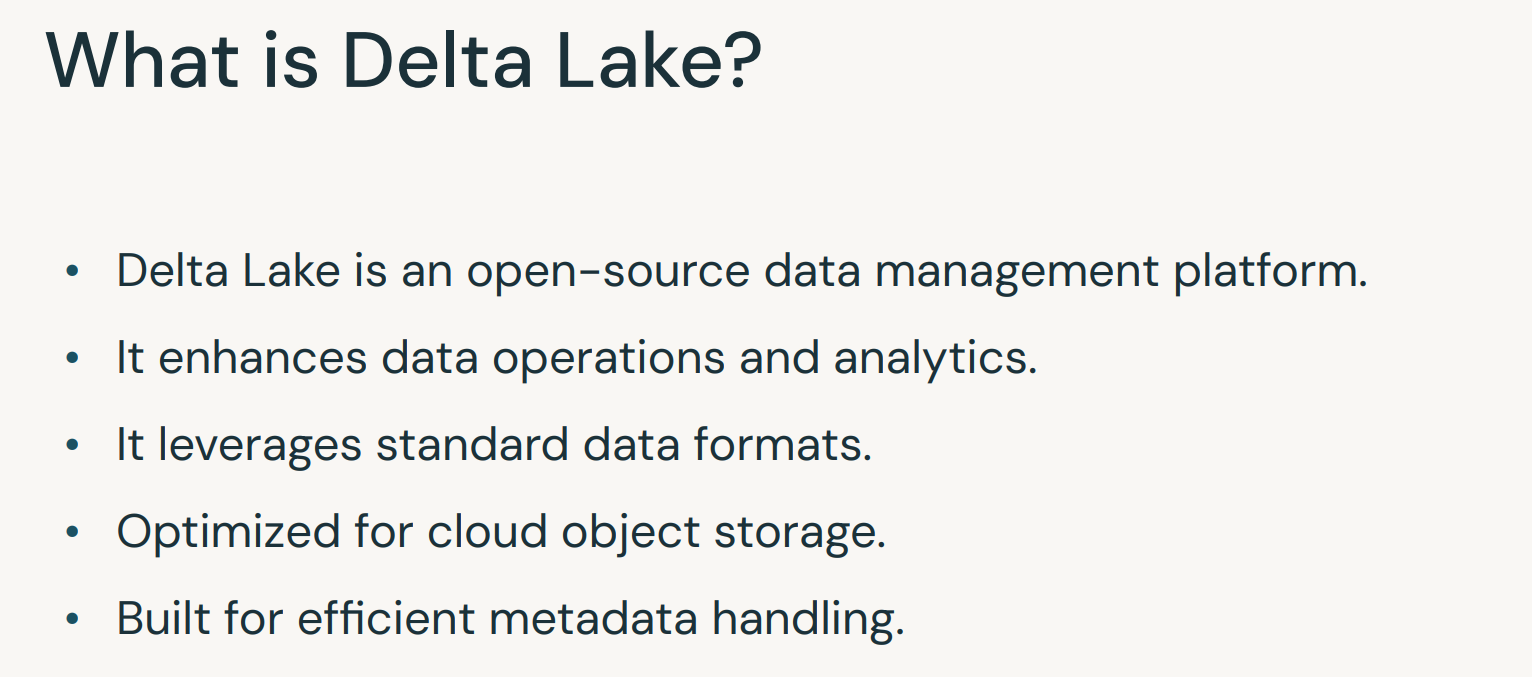 What is Delta Lake?
• Delta Lake is an open-source data management platform.
• It enhances data operations and analytics.
• It leverages standard data formats.
• Optimized for cloud object storage.
• Built for efficient metadata handling.